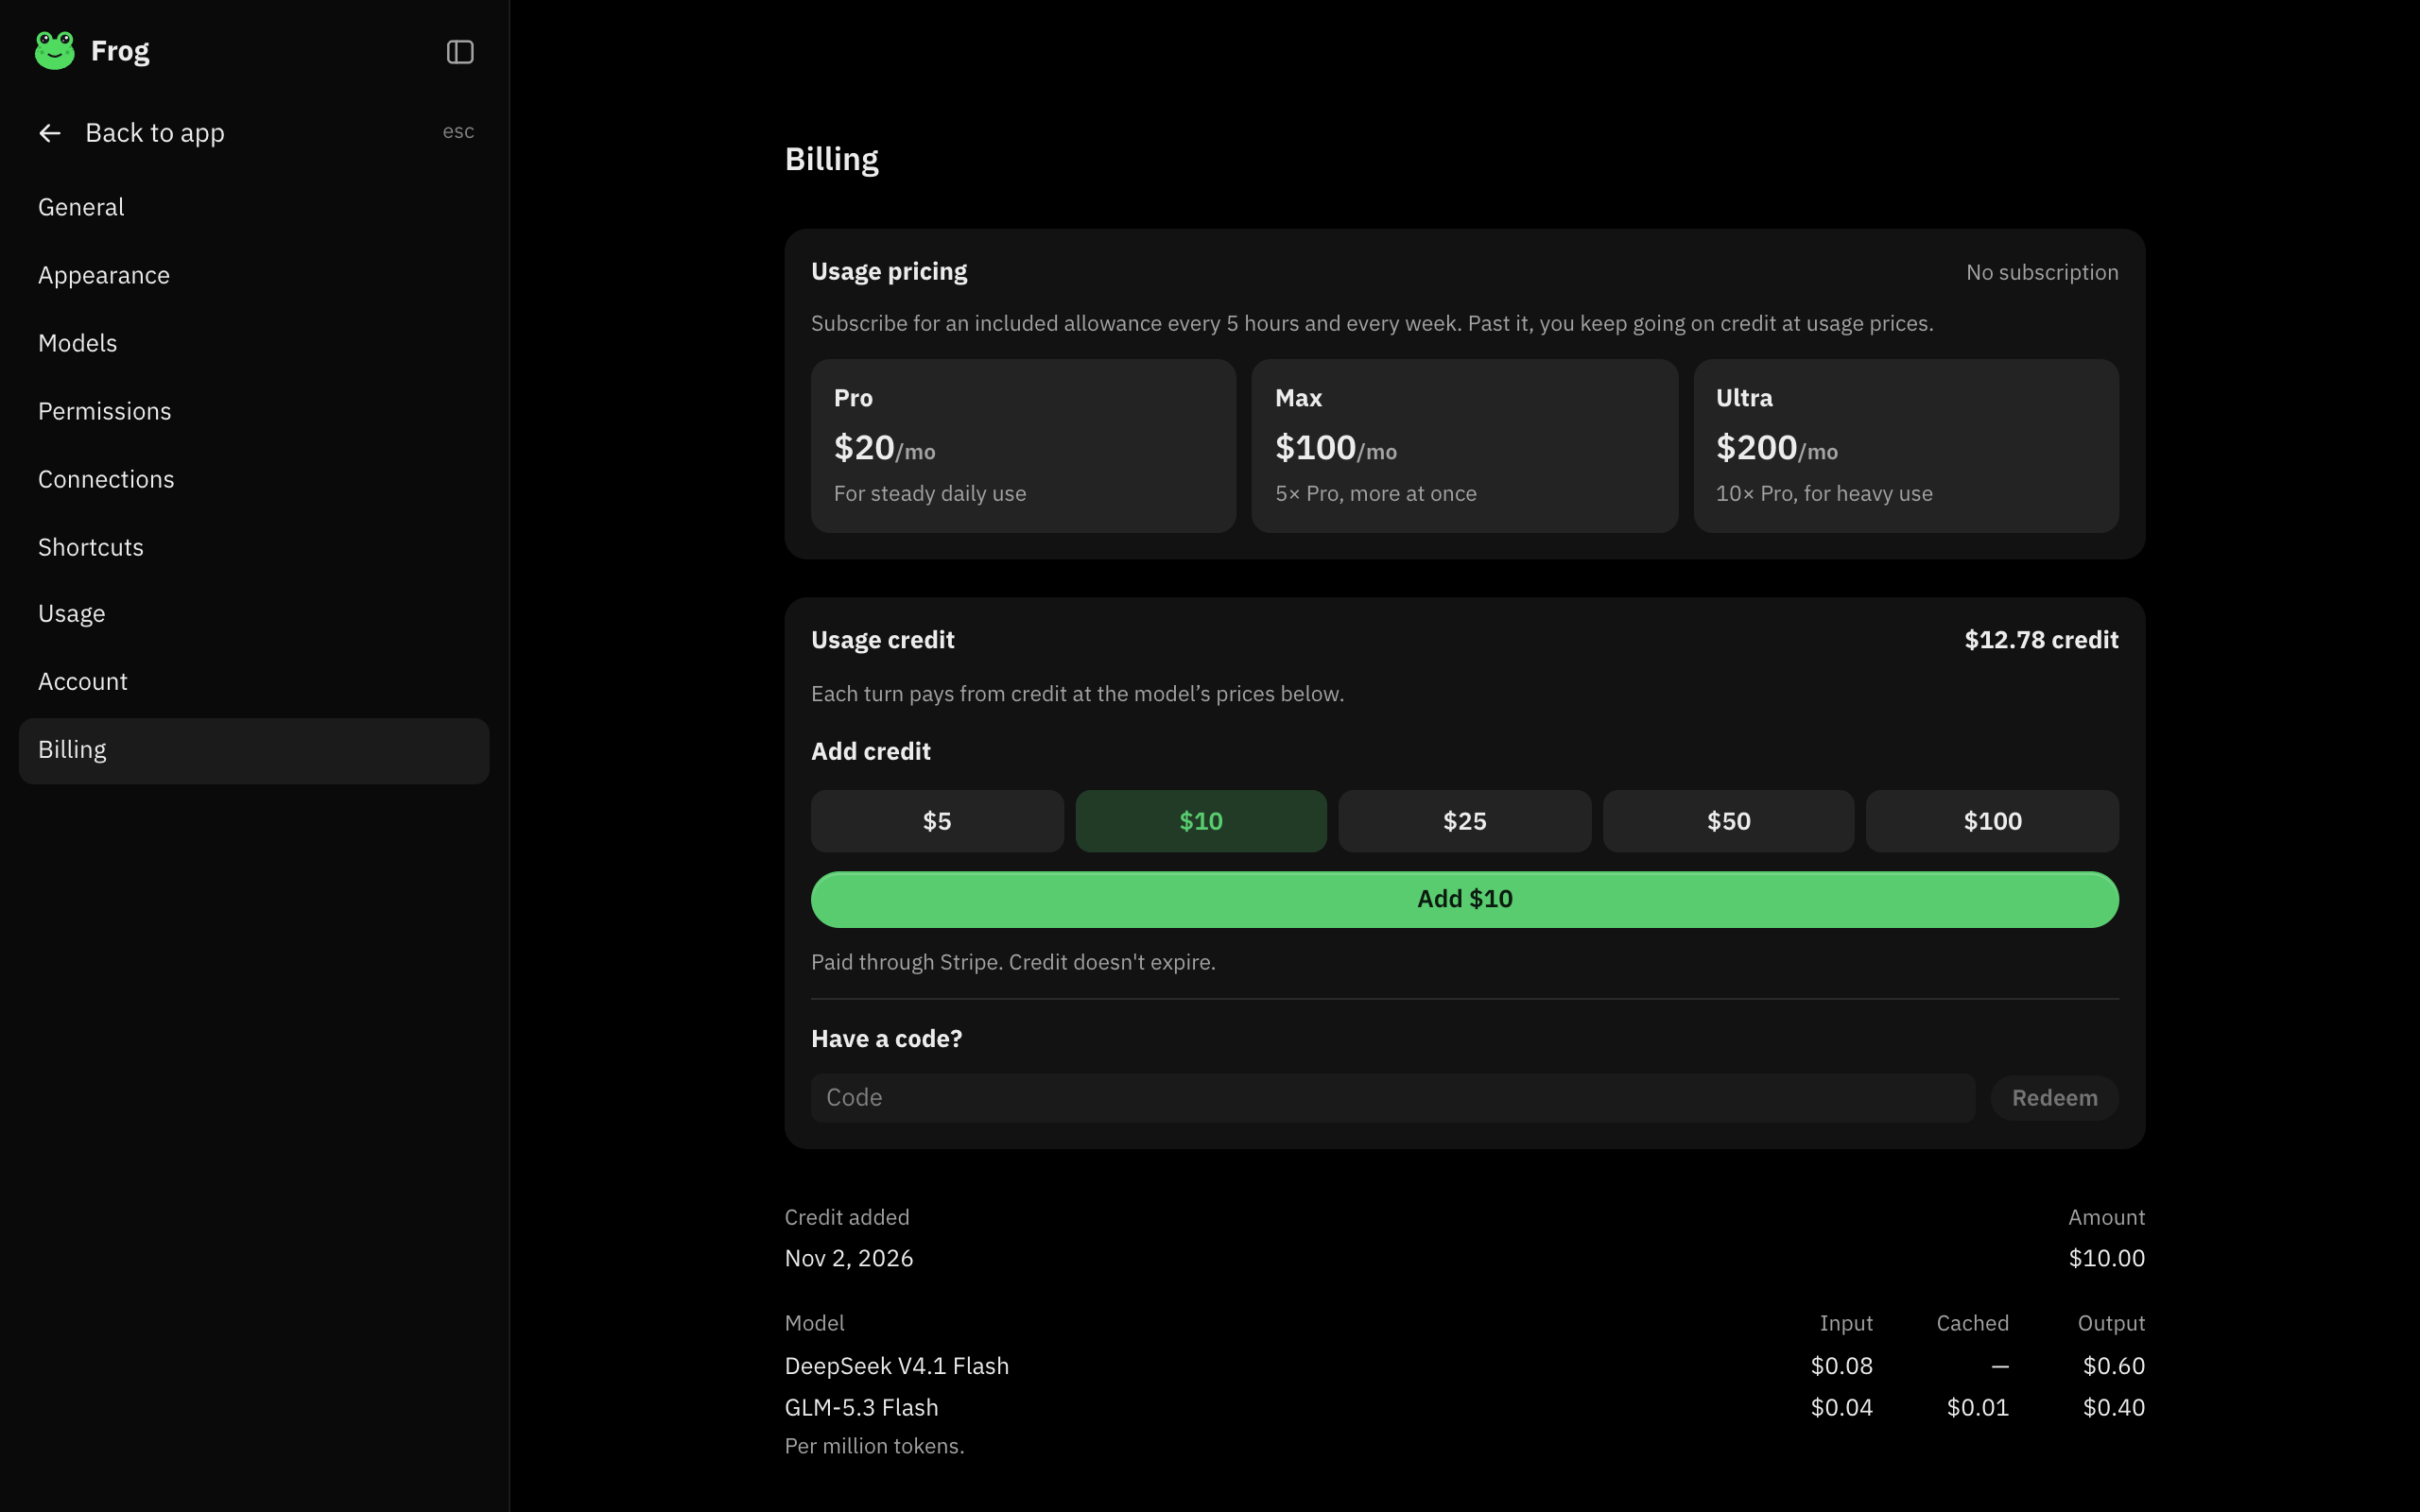 Frog
Back to app esc
General
Appearance
Models
Permissions
Connections
Shortcuts
Usage
Account
Billing
Billing
Usage pricing No subscription
Subscribe for an included allowance every 5 hours and every week. Past it, you keep going on credit at usage prices.
Pro
$20/mo
For steady daily use
Max
$100/mo
5× Pro, more at once
Ultra
$200/mo
10× Pro, for heavy use
Usage credit $12.78 credit
Each turn pays from credit at the model’s prices below.
Add credit
$5 $10 $25 $50 $100
Add $10
Paid through Stripe. Credit doesn't expire.
Have a code?
Code Redeem
Credit added Amount
Nov 2, 2026 $10.00
Model Input Cached Output
DeepSeek V4.1 Flash $0.08 — $0.60
GLM-5.3 Flash $0.04 $0.01 $0.40
Per million tokens.